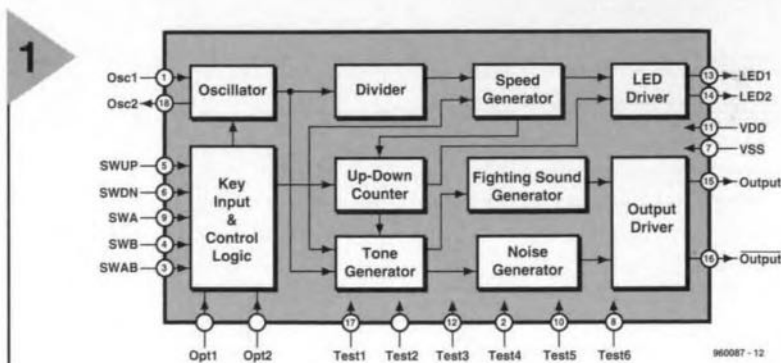 1
Osc1
1
Osc2
18
SWUP
5
SWDN
6
SWA
9
SWB
4
SWAB
3
Oscillator
Key
Input
&
Control
Logic
Divider
Up-Down
Counter
Tone
Generator
Speed
Generator
Fighting Sound
Generator
Noise
Generator
LED
Driver
Output
Driver
13
LED1
14
LED2
11
VDD
7
VSS
15
Output
16
Output
17
12
2
10
8
Opt1 Opt2 Test1 Test2 Test3 Test4 Test5 Test6
960087 - 12